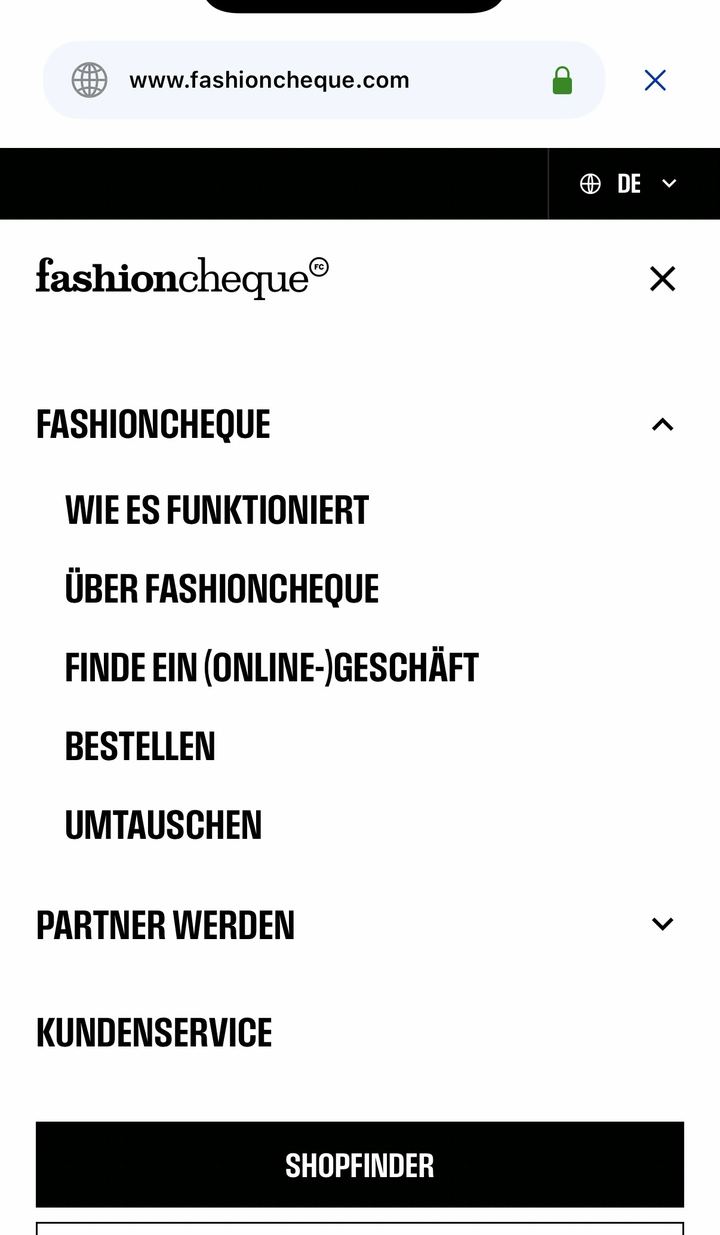 www.fashioncheque.com
DE
fashioncheque FC
FASHIONCHEQUE
WIE ES FUNKTIONIERT
ÜBER FASHIONCHEQUE
FINDE EIN (ONLINE-)GESCHÄFT
BESTELLEN
UMTAUSCHEN
PARTNER WERDEN
KUNDENSERVICE
SHOPFINDER